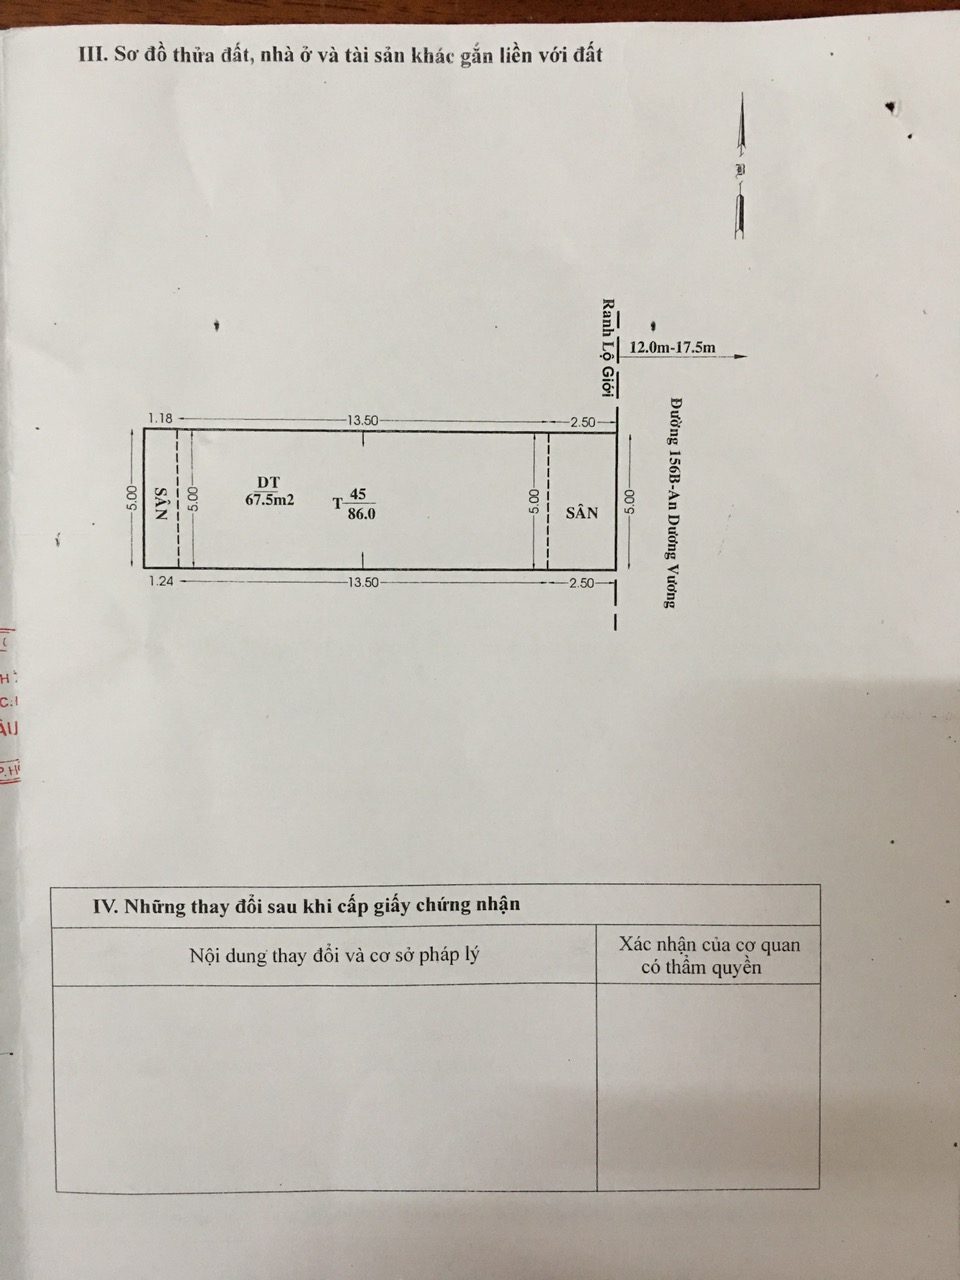 III. Sơ đồ thửa đất, nhà ở và tài sản khác gắn liền với đất
B
Ranh Lộ Giới
12.0m-17.5m
Đường 156B-An Dương Vương
1.18
13.50
2.50
5.00
SÂN
5.00
DT
67.5m2
T
45
86.0
5.00
SÂN
5.00
1.24
13.50
2.50
IV. Những thay đổi sau khi cấp giấy chứng nhận
Nội dung thay đổi và cơ sở pháp lý
Xác nhận của cơ quan
có thẩm quyền